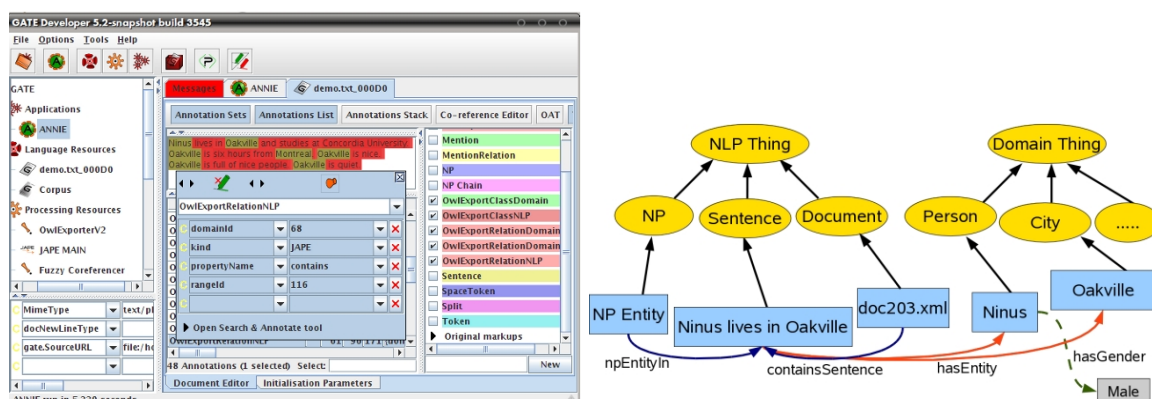 GATE Developer 5.2-snapshot build 3545
File Options Tools Help
GATE
Applications
ANNIE
Language Resources
demo.txt_000D0
Corpus
Processing Resources
OwlExporterV2
JAPE MAIN
Fuzzy Coreferencer
MimeType text/pl
docNewLineType
gate.SourceURL file:/ho
Messages ANNIE demo.txt_000D0
Annotation Sets Annotations List Annotations Stack Co-reference Editor OAT
Ninus lives in Oakville and studies at Concordia University.
Oakville is six hours from Montreal. Oakville is nice.
Oakville is full of nice people. Oakville is quiet.
OwlExportRelationNLP
domainId 68
kind JAPE
propertyName contains
rangeId 116
Open Search & Annotate tool
48 Annotations (1 selected) Select:
Document Editor Initialisation Parameters
Mention
MentionRelation
NP
NP Chain
OwlExportClassDomain
OwlExportClassNLP
OwlExportRelationDomain
OwlExportRelationDomain
OwlExportRelationNLP
Sentence
SpaceToken
Split
Token
Original markups
New
NLP Thing
Domain Thing
NP
Sentence
Document
Person
City
.....
NP Entity
Ninus lives in Oakville
doc203.xml
Ninus
Oakville
npEntityIn
containsSentence
hasEntity
hasGender
Male